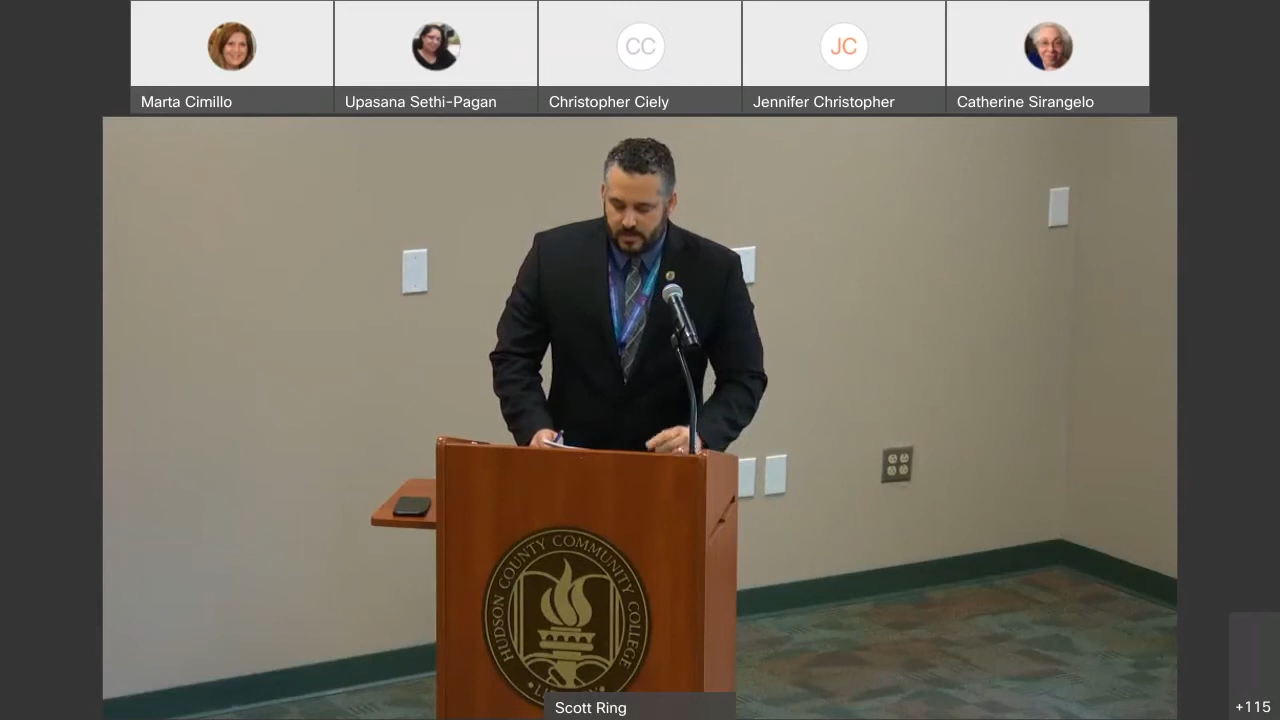 CC
JC
Marta Cimillo
Upasana Sethi-Pagan
Christopher Ciely
Jennifer Christopher
Catherine Sirangelo
HUDSON COUNTY COMMUNITY COLLEGE
Scott Ring
+115